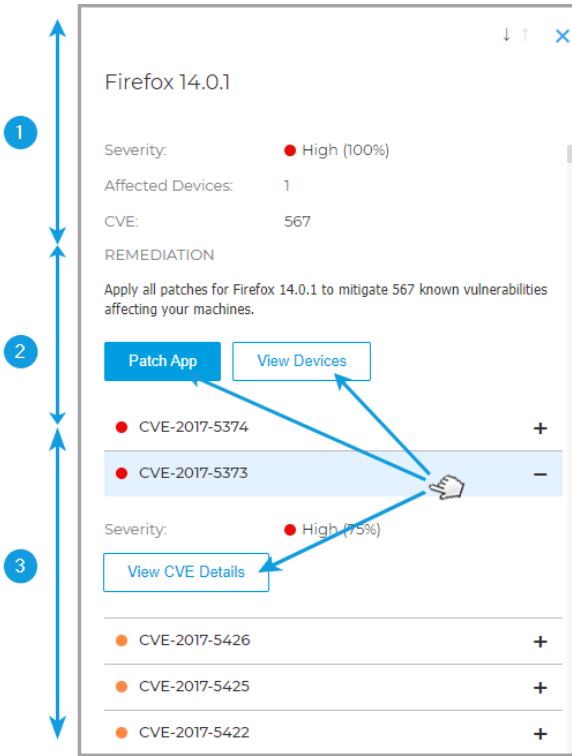 Firefox 14.0.1
1
Severity: High (100%)
Affected Devices: 1
CVE: 567
REMEDIATION
Apply all patches for Firefox 14.0.1 to mitigate 567 known vulnerabilities
affecting your machines.
2
Patch App View Devices
CVE-2017-5374 +
CVE-2017-5373 −
Severity: High (75%)
3
View CVE Details
CVE-2017-5426 +
CVE-2017-5425 +
CVE-2017-5422 +